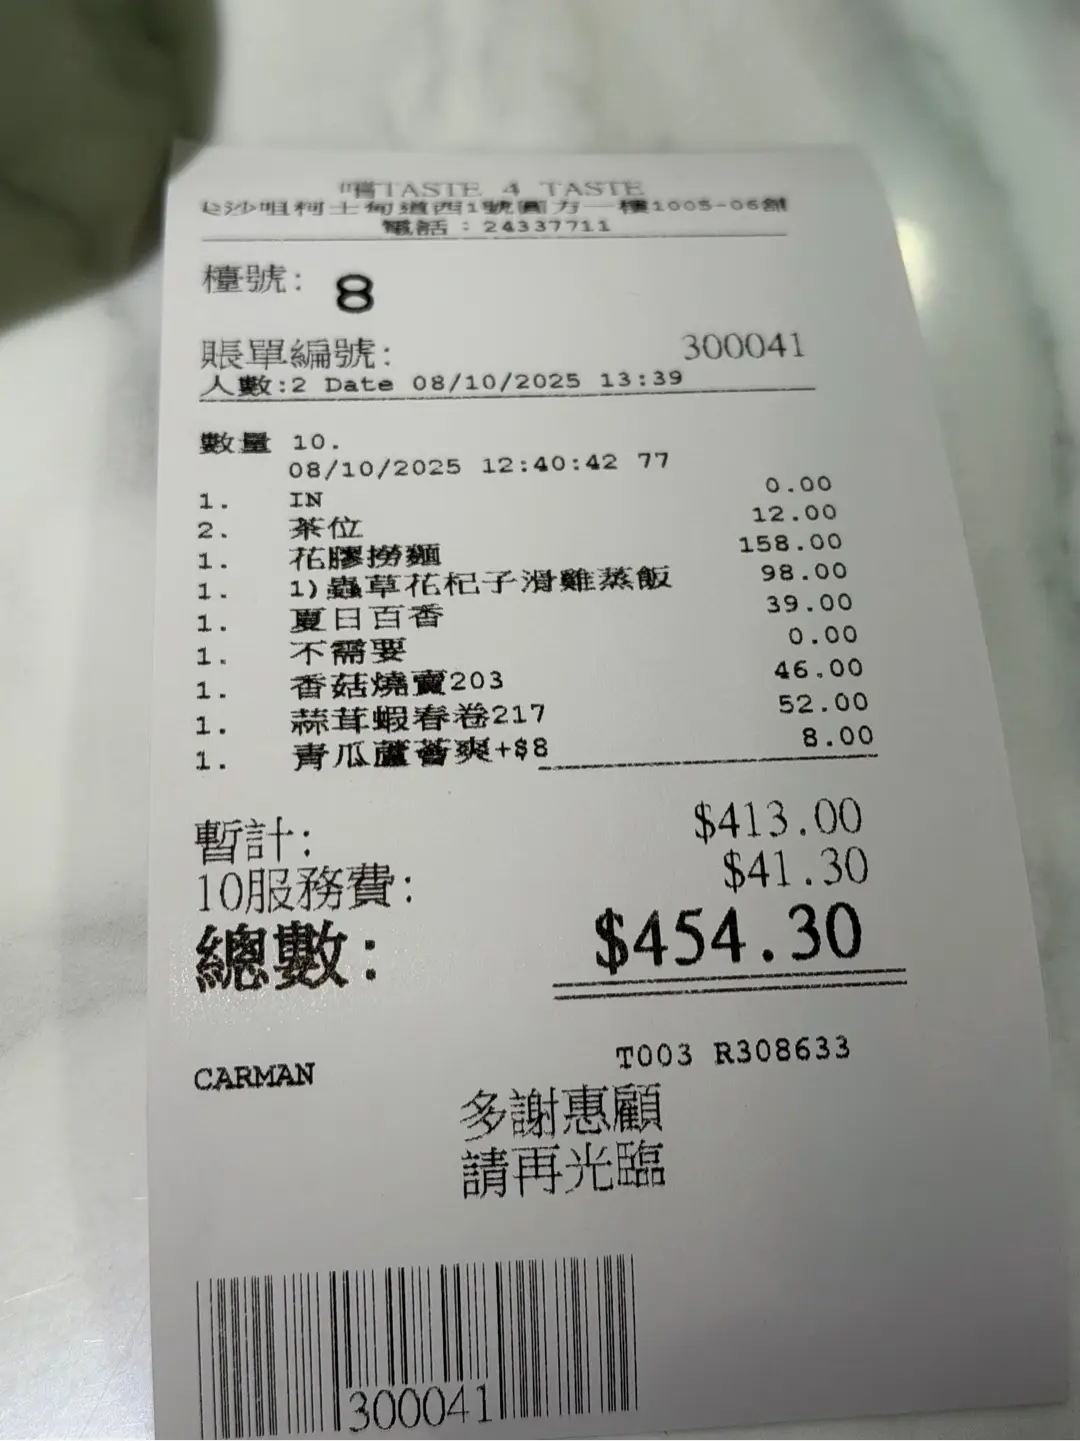 嚐TASTE 4 TASTE
尖沙咀柯士甸道西1號圓方一樓1005-06舖
電話：24337711
檯號: 8
賬單編號: 300041
人數:2 Date 08/10/2025 13:39
數量 10.
08/10/2025 12:40:42 77
1. IN 0.00
2. 茶位 12.00
1. 花膠撈麵 158.00
1. 1)蟲草花杞子滑雞蒸飯 98.00
1. 夏日百香 39.00
1. 不需要 0.00
1. 香菇燒賣203 46.00
1. 蒜茸蝦春卷217 52.00
1. 青瓜蘆薈爽+$8 8.00
暫計: $413.00
10服務費: $41.30
總數: $454.30
CARMAN T003 R308633
多謝惠顧
請再光臨
300041